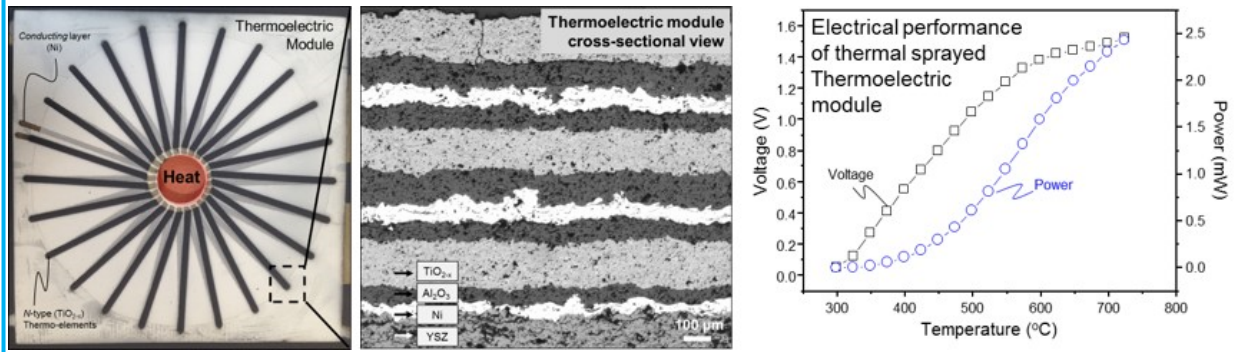 Thermoelectric
Module
Conducting layer
(Ni)
Heat
N-type (TiO2-x)
Thermo-elements
Thermoelectric module
cross-sectional view
TiO2-x
Al2O3
Ni
YSZ
100 μm
Electrical performance
of thermal sprayed
Thermoelectric
module
Voltage
Power
Voltage (V)
1.6
1.4
1.2
1.0
0.8
0.6
0.4
0.2
0.0
Power (mW)
2.5
2.0
1.5
1.0
0.5
0.0
300 400 500 600 700 800
Temperature (oC)